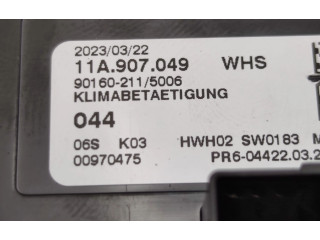 2023/03/22
11A.907.049 WHS
90160-211/5006
KLIMABETAETIGUNG
044
06S K03 HWH02 SW0183 M
00970475 PR6-04422.03.2